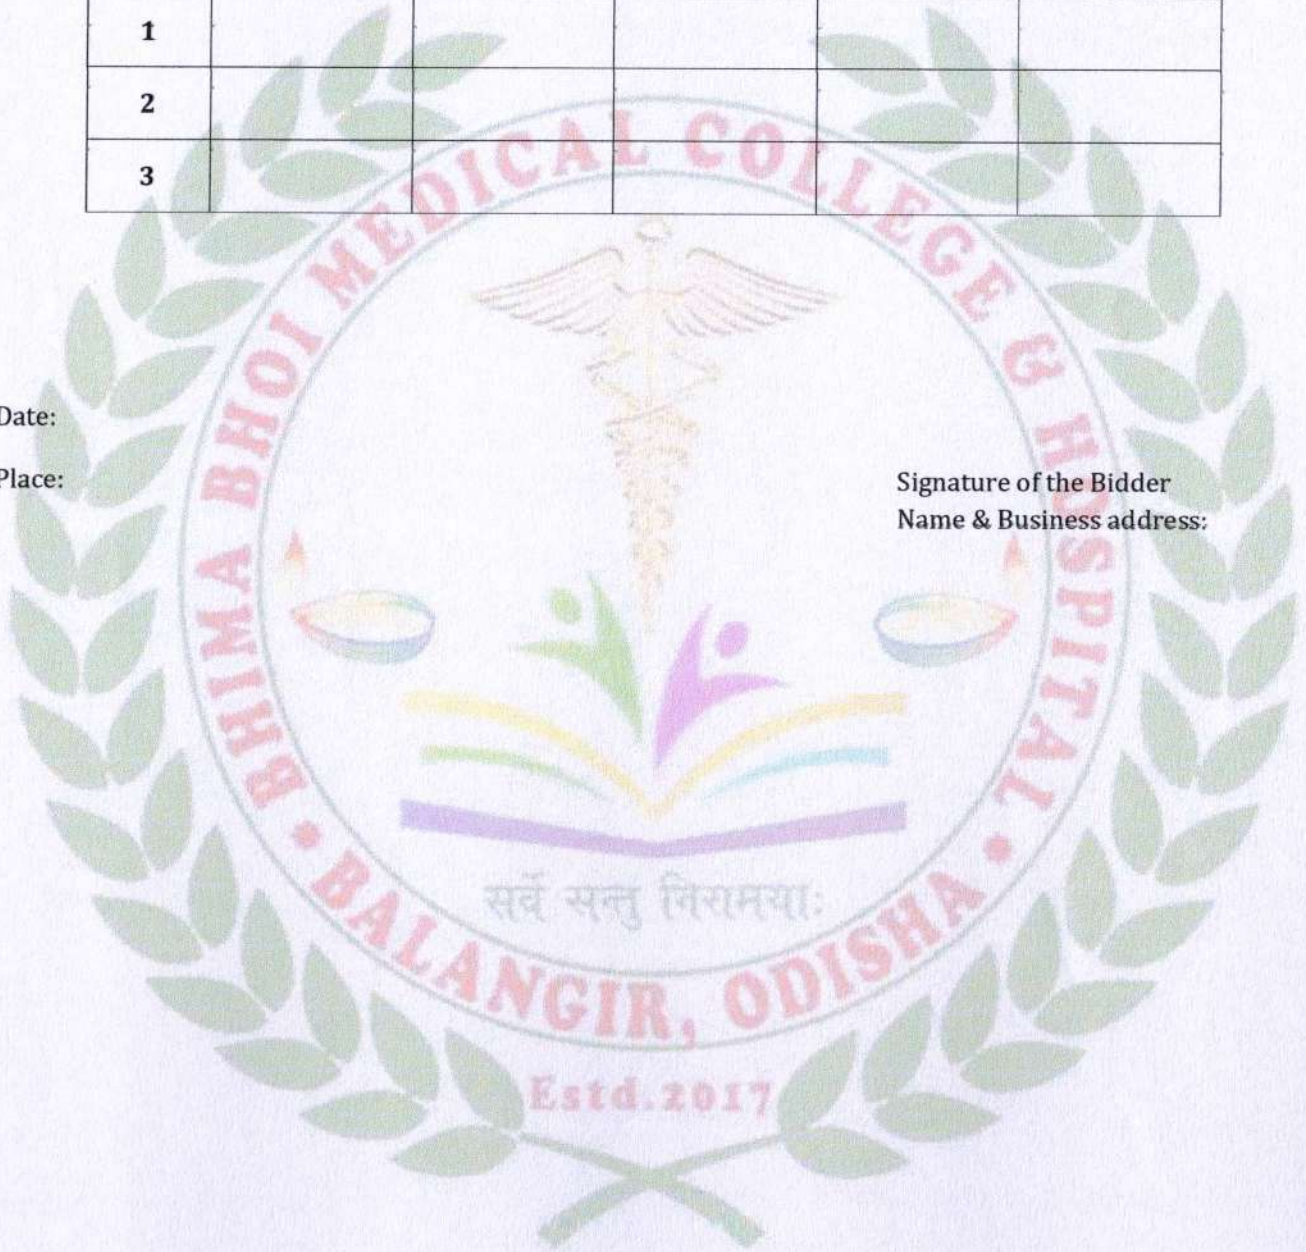 1
2
3
BHIMA BHOI MEDICAL COLLEGE & HOSPITAL
Date:
Place:
Signature of the Bidder
Name & Business address:
सर्वे सन्तु निरामयाः
• BALANGIR, ODISHA •
Estd.2017